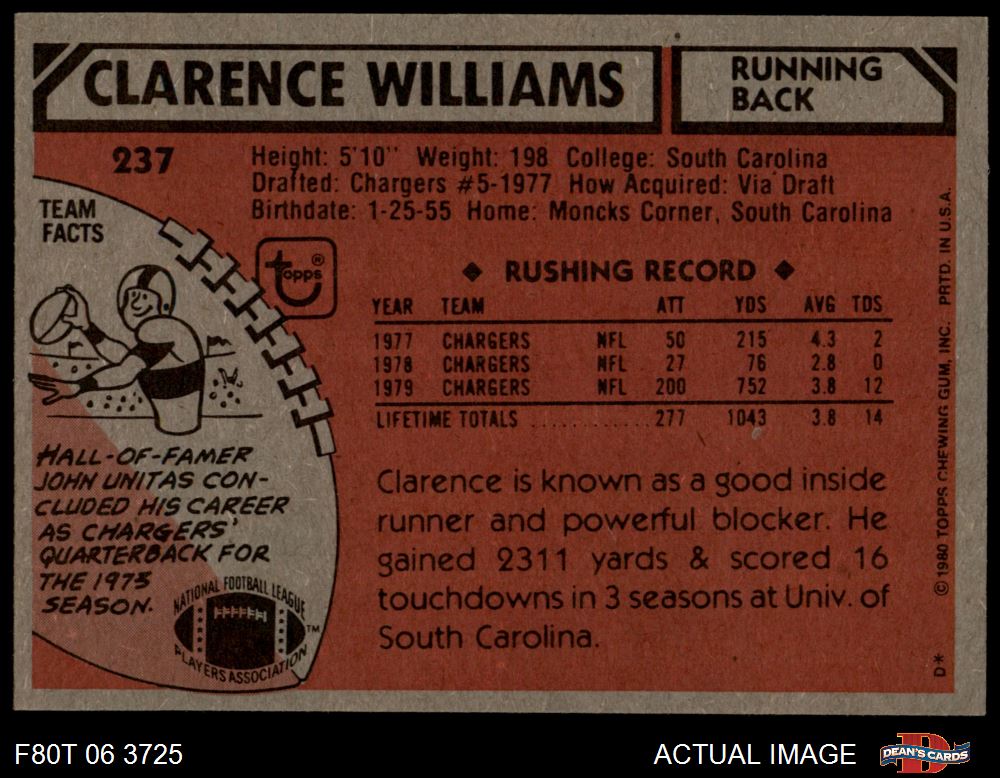 CLARENCE WILLIAMS
RUNNING
BACK
237
Height: 5'10" Weight: 198 College: South Carolina
Drafted: Chargers #5-1977 How Acquired: Via Draft
Birthdate: 1-25-55 Home: Moncks Corner, South Carolina
TEAM
FACTS
topps®
◆ RUSHING RECORD ◆
YEAR TEAM ATT YDS AVG TDS
1977 CHARGERS NFL 50 215 4.3 2
1978 CHARGERS NFL 27 76 2.8 0
1979 CHARGERS NFL 200 752 3.8 12
LIFETIME TOTALS ............ 277 1043 3.8 14
HALL-OF-FAMER
JOHN UNITAS CON-
CLUDED HIS CAREER
AS CHARGERS'
QUARTERBACK FOR
THE 1973
SEASON.
NATIONAL FOOTBALL LEAGUE
PLAYERS ASSOCIATION
™
Clarence is known as a good inside
runner and powerful blocker. He
gained 2311 yards & scored 16
touchdowns in 3 seasons at Univ. of
South Carolina.
D* © 1980 TOPPS CHEWING GUM, INC. PRTD. IN U.S.A.
F80T 06 3725
ACTUAL IMAGE
D
DEAN'S CARDS